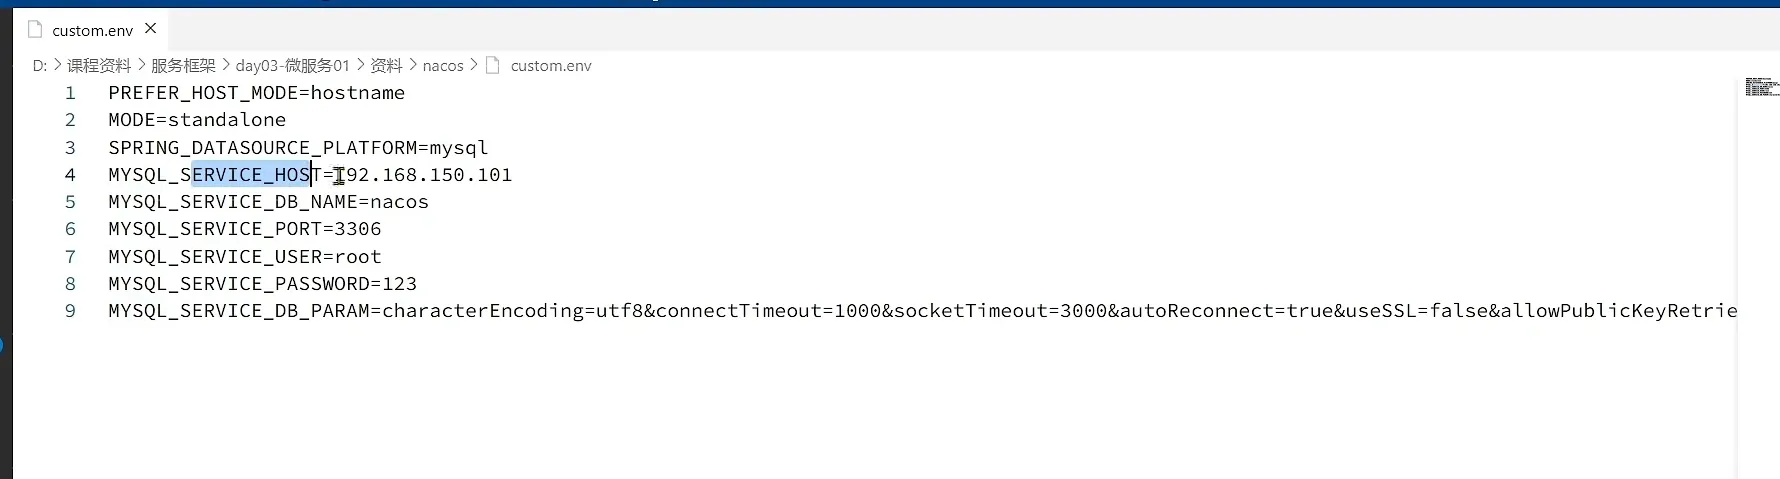 custom.env
D: > 课程资料 > 服务框架 > day03-微服务01 > 资料 > nacos > custom.env
1 PREFER_HOST_MODE=hostname
2 MODE=standalone
3 SPRING_DATASOURCE_PLATFORM=mysql
4 MYSQL_SERVICE_HOST=192.168.150.101
5 MYSQL_SERVICE_DB_NAME=nacos
6 MYSQL_SERVICE_PORT=3306
7 MYSQL_SERVICE_USER=root
8 MYSQL_SERVICE_PASSWORD=123
9 MYSQL_SERVICE_DB_PARAM=characterEncoding=utf8&connectTimeout=1000&socketTimeout=3000&autoReconnect=true&useSSL=false&allowPublicKeyRetrie